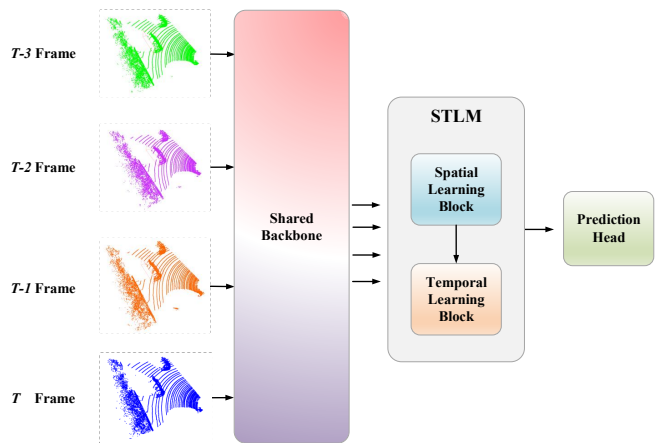 T-3 Frame
T-2 Frame
T-1 Frame
T Frame
Shared
Backbone
STLM
Spatial
Learning
Block
Temporal
Learning
Block
Prediction
Head